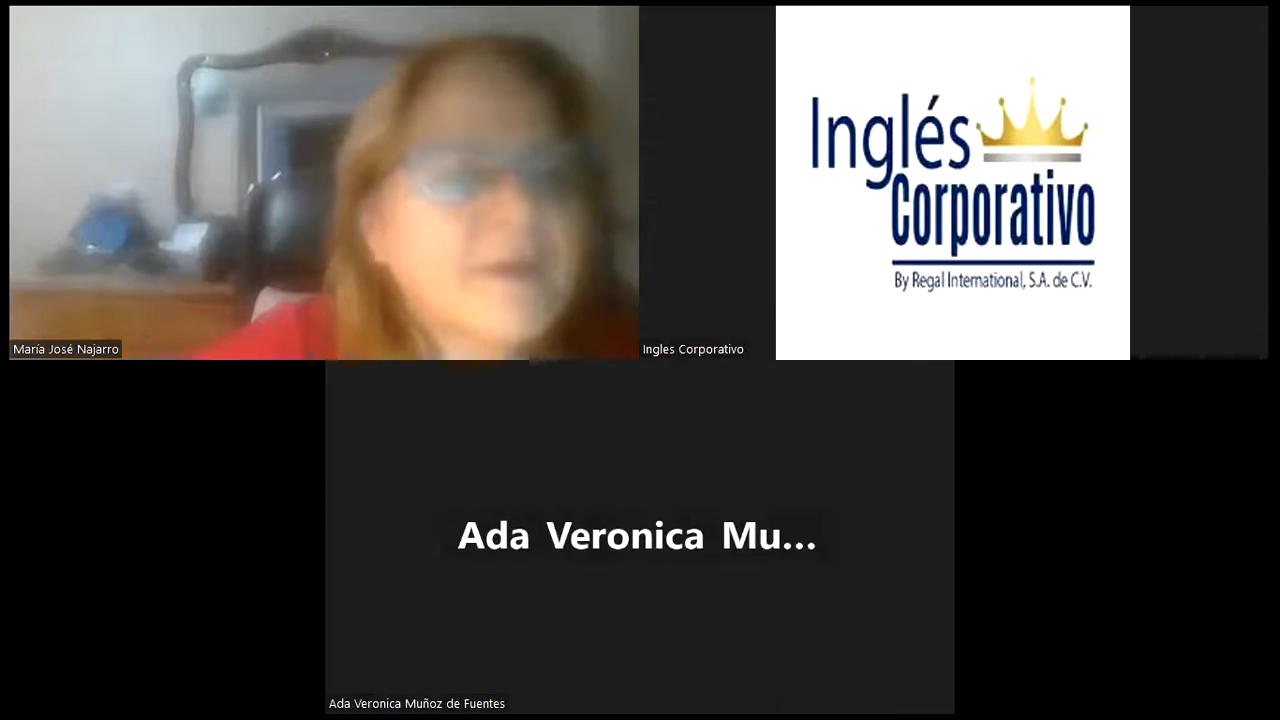 Inglés
Corporativo
By Regal International, S.A. de C.V.
María José Najarro
Ingles Corporativo
Ada Veronica Mu...
Ada Veronica Muñoz de Fuentes